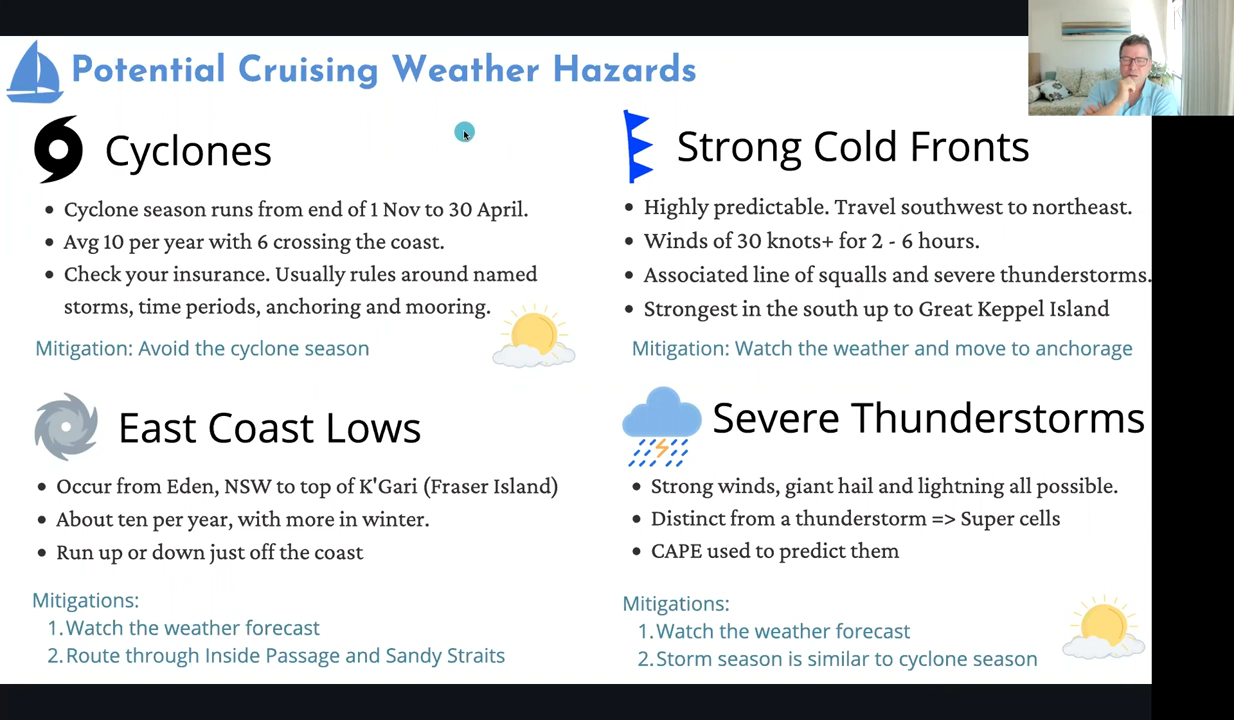 Potential Cruising Weather Hazards
Cyclones
• Cyclone season runs from end of 1 Nov to 30 April.
• Avg 10 per year with 6 crossing the coast.
• Check your insurance. Usually rules around named
storms, time periods, anchoring and mooring.
Mitigation: Avoid the cyclone season
Strong Cold Fronts
• Highly predictable. Travel southwest to northeast.
• Winds of 30 knots+ for 2 - 6 hours.
• Associated line of squalls and severe thunderstorms.
• Strongest in the south up to Great Keppel Island
Mitigation: Watch the weather and move to anchorage
East Coast Lows
• Occur from Eden, NSW to top of K'Gari (Fraser Island)
• About ten per year, with more in winter.
• Run up or down just off the coast
Mitigations:
1. Watch the weather forecast
2. Route through Inside Passage and Sandy Straits
Severe Thunderstorms
• Strong winds, giant hail and lightning all possible.
• Distinct from a thunderstorm => Super cells
• CAPE used to predict them
Mitigations:
1. Watch the weather forecast
2. Storm season is similar to cyclone season